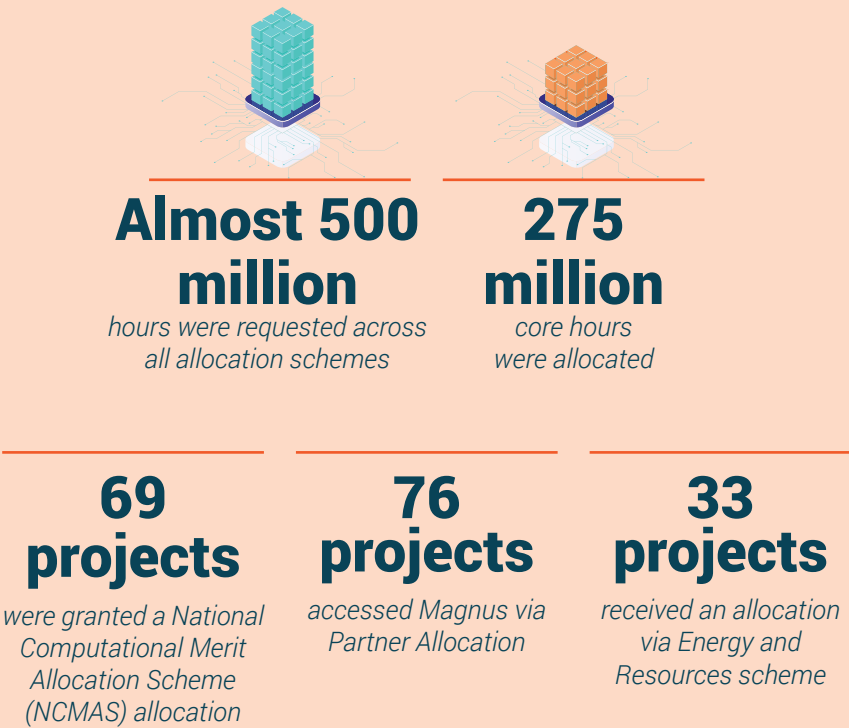 Almost 500
million
hours were requested across
all allocation schemes
275
million
core hours
were allocated
69
projects
were granted a National
Computational Merit
Allocation Scheme
(NCMAS) allocation
76
projects
accessed Magnus via
Partner Allocation
33
projects
received an allocation
via Energy and
Resources scheme